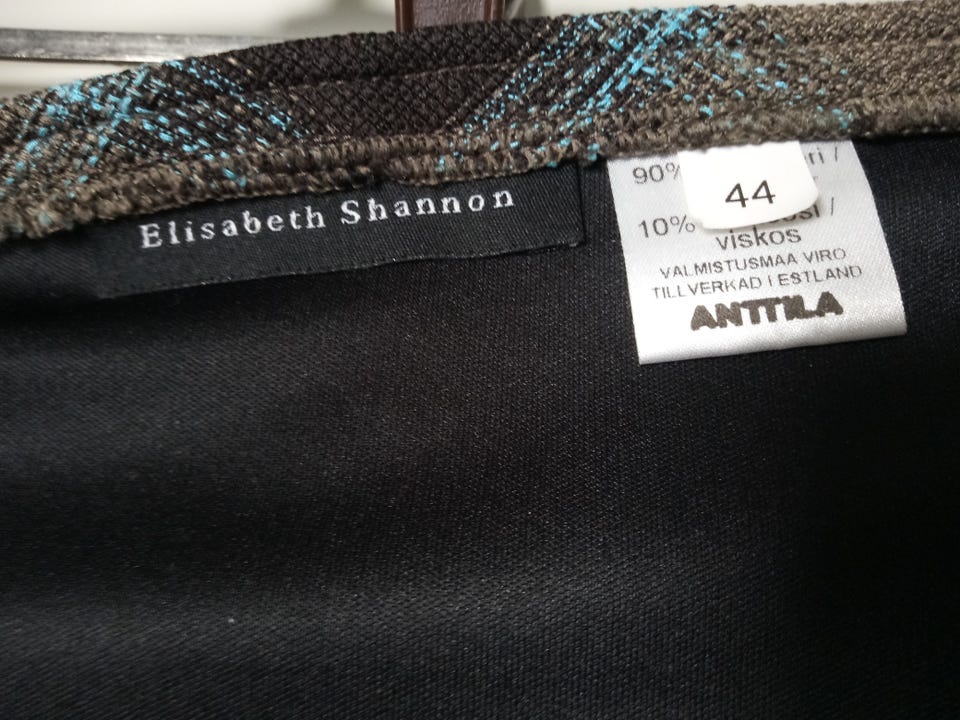 Elisabeth Shannon
44
90%
10%
viskos
VALMISTUSMAA VIRO
TILLVERKAD I ESTLAND
ANTTILA